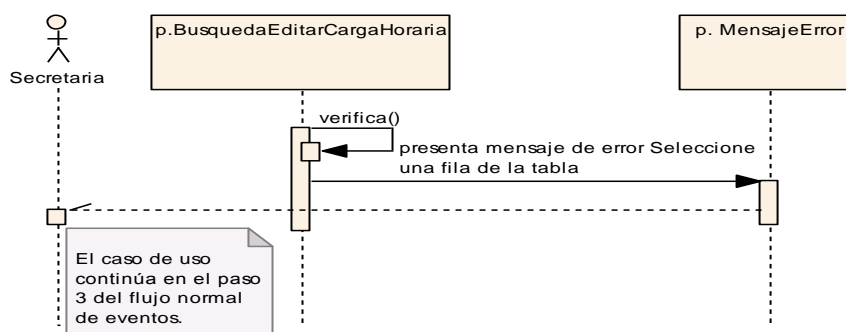 p.BusquedaEditarCargaHoraria
p. MensajeError
Secretaria
verifica()
presenta mensaje de error Seleccione
una fila de la tabla
El caso de uso
continúa en el paso
3 del flujo normal
de eventos.